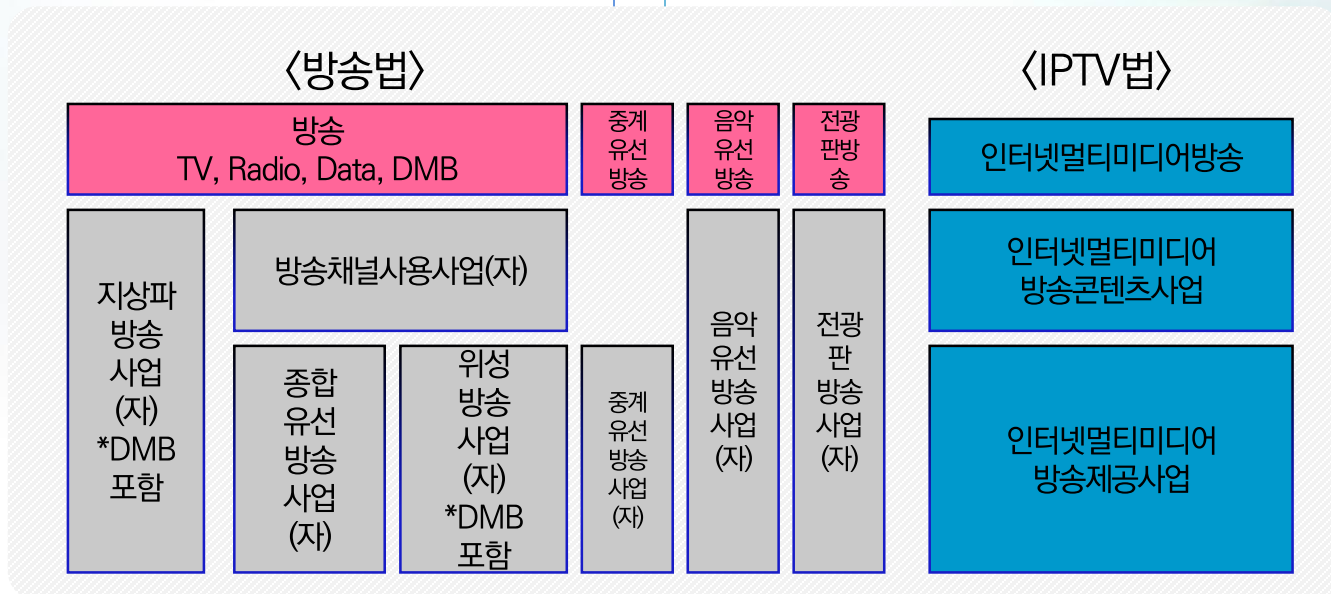 〈방송법〉
방송
TV, Radio, Data, DMB
중계
유선
방송
음악
유선
방송
전광
판방
송
지상파
방송
사업
(자)
*DMB
포함
방송채널사용사업(자)
종합
유선
방송
사업
(자)
위성
방송
사업
(자)
*DMB
포함
중계
유선
방송
사업
(자)
음악
유선
방송
사업
(자)
전광
판
방송
사업
(자)
〈IPTV법〉
인터넷멀티미디어방송
인터넷멀티미디어
방송콘텐츠사업
인터넷멀티미디어
방송제공사업